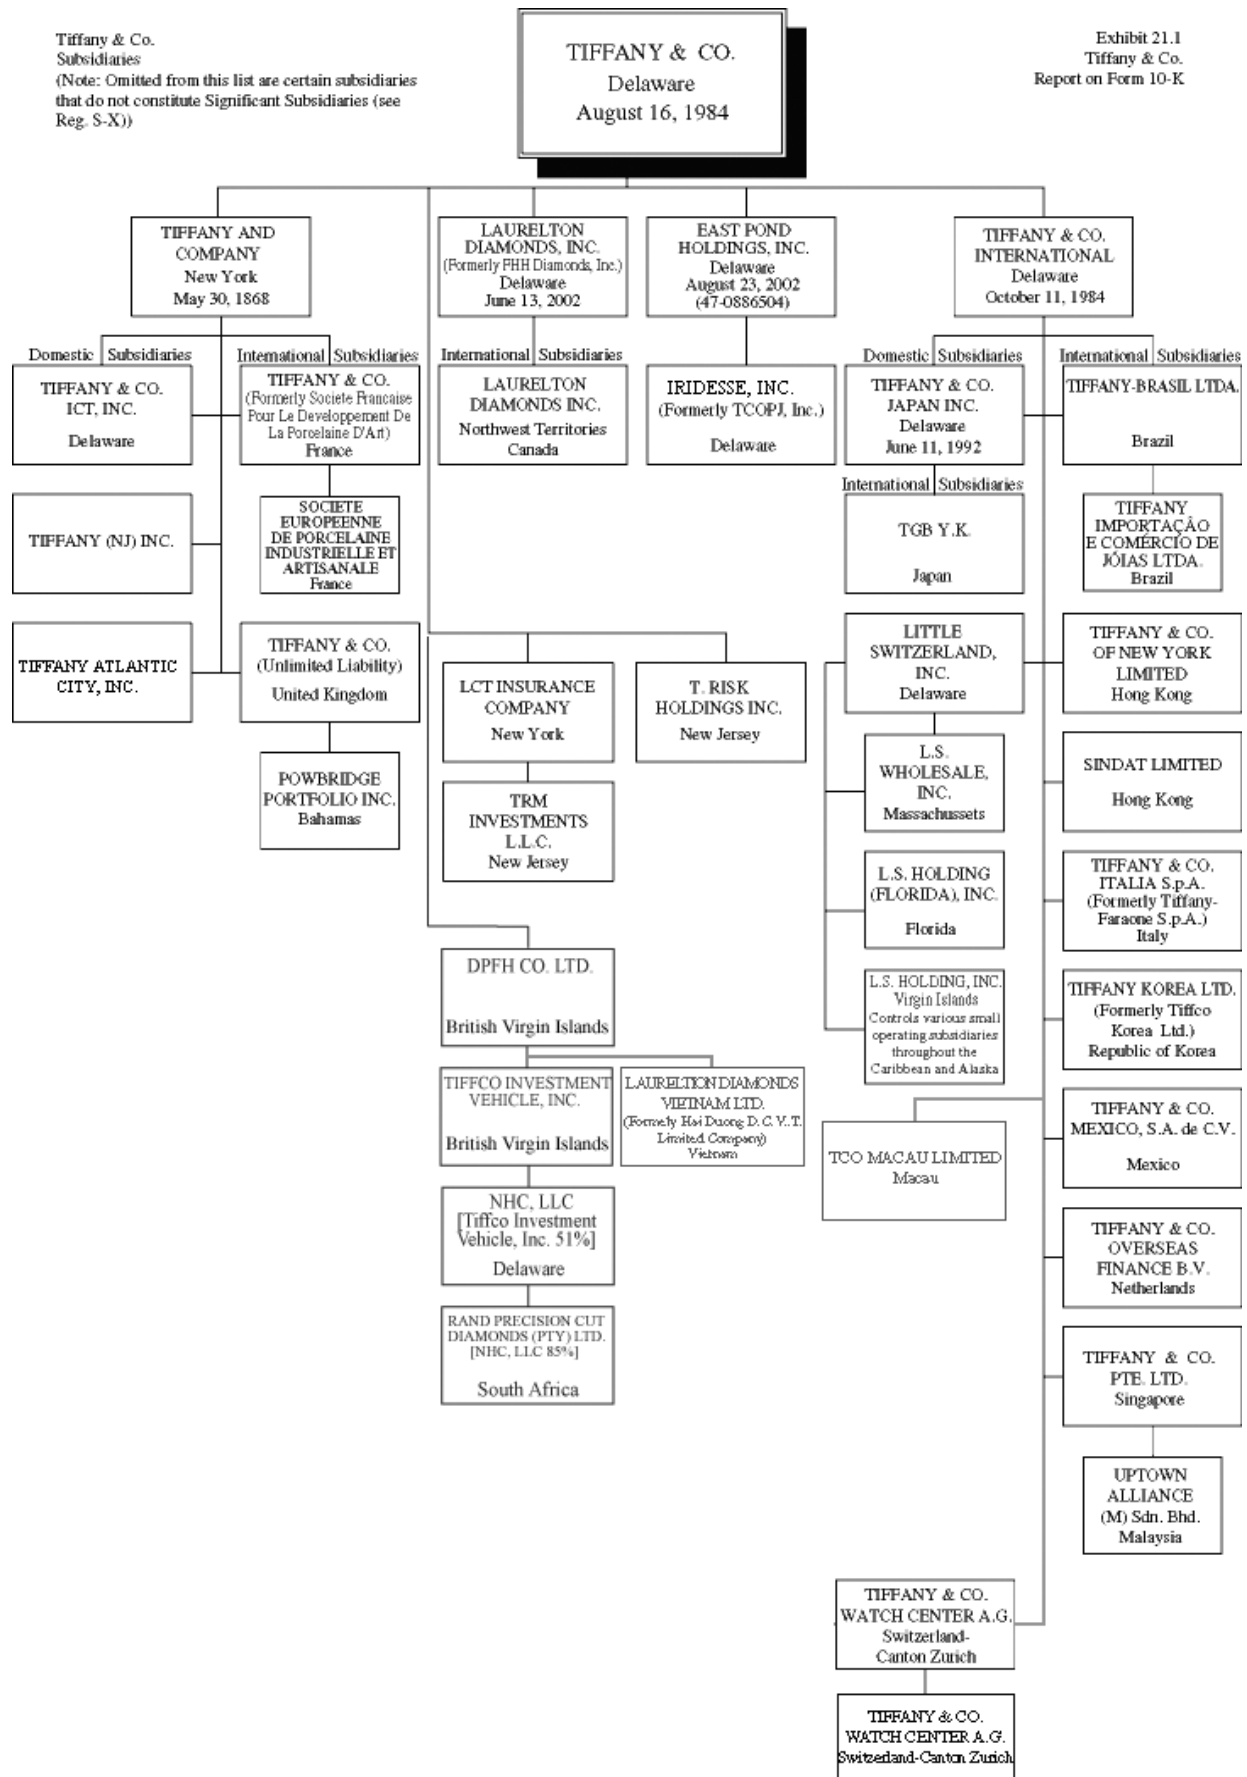 Tiffany & Co.
Subsidiaries
(Note: Omitted from this list are certain subsidiaries
that do not constitute Significant Subsidiaries (see
Reg. S-X))
TIFFANY & CO.
Delaware
August 16, 1984
Exhibit 21.1
Tiffany & Co.
Report on Form 10-K
TIFFANY AND
COMPANY
New York
May 30, 1868
LAURELTON
DIAMONDS, INC.
(Formerly FHH Diamonds, Inc.)
Delaware
June 13, 2002
EAST POND
HOLDINGS, INC.
Delaware
August 23, 2002
(47-0886504)
TIFFANY & CO.
INTERNATIONAL
Delaware
October 11, 1984
Domestic Subsidiaries
International Subsidiaries
International Subsidiaries
Domestic Subsidiaries
International Subsidiaries
TIFFANY & CO.
ICT, INC.
Delaware
TIFFANY & CO.
(Formerly Societe Francaise
Pour Le Developpement De
La Porcelaine D'Art)
France
LAURELTON
DIAMONDS INC.
Northwest Territories
Canada
IRIDESSE, INC.
(Formerly TCOPJ, Inc.)
Delaware
TIFFANY & CO.
JAPAN INC.
Delaware
June 11, 1992
TIFFANY-BRASIL LTDA.
Brazil
International Subsidiaries
TIFFANY (NJ) INC.
SOCIETE
EUROPEENNE
DE PORCELAINE
INDUSTRIELLE ET
ARTISANALE
France
TGB Y.K.
Japan
TIFFANY
IMPORTAÇÂO
E COMÉRCIO DE
JÓIAS LTDA.
Brazil
TIFFANY ATLANTIC
CITY, INC.
TIFFANY & CO.
(Unlimited Liability)
United Kingdom
LCT INSURANCE
COMPANY
New York
T. RISK
HOLDINGS INC.
New Jersey
LITTLE
SWITZERLAND,
INC.
Delaware
TIFFANY & CO.
OF NEW YORK
LIMITED
Hong Kong
POWBRIDGE
PORTFOLIO INC.
Bahamas
TRM
INVESTMENTS
L.L.C.
New Jersey
L.S.
WHOLESALE,
INC.
Massachussets
SINDAT LIMITED
Hong Kong
L.S. HOLDING
(FLORIDA), INC.
Florida
TIFFANY & CO.
ITALIA S.p.A.
(Formerly Tiffany-
Faraone S.p.A.)
Italy
DPFH CO. LTD.
British Virgin Islands
L.S. HOLDING, INC.
Virgin Islands
Controls various small
operating subsidiaries
throughout the
Caribbean and Alaska
TIFFANY KOREA LTD.
(Formerly Tiffco
Korea Ltd.)
Republic of Korea
TIFFCO INVESTMENT
VEHICLE, INC.
British Virgin Islands
LAURELTION DIAMONDS
VIETNAM LTD.
(Formely Hai Duong D.C.V.T.
Limited Company)
Vietnam
TCO MACAU LIMITED
Macau
TIFFANY & CO.
MEXICO, S.A. de C.V.
Mexico
NHC, LLC
[Tiffco Investment
Vehicle, Inc. 51%]
Delaware
TIFFANY & CO.
OVERSEAS
FINANCE B.V.
Netherlands
RAND PRECISION CUT
DIAMONDS (PTY) LTD.
[NHC, LLC 85%]
South Africa
TIFFANY & CO.
PTE. LTD.
Singapore
UPTOWN
ALLIANCE
(M) Sdn. Bhd.
Malaysia
TIFFANY & CO.
WATCH CENTER A.G.
Switzerland-
Canton Zurich
TIFFANY & CO.
WATCH CENTER A.G.
Switzerland-Canton Zurich